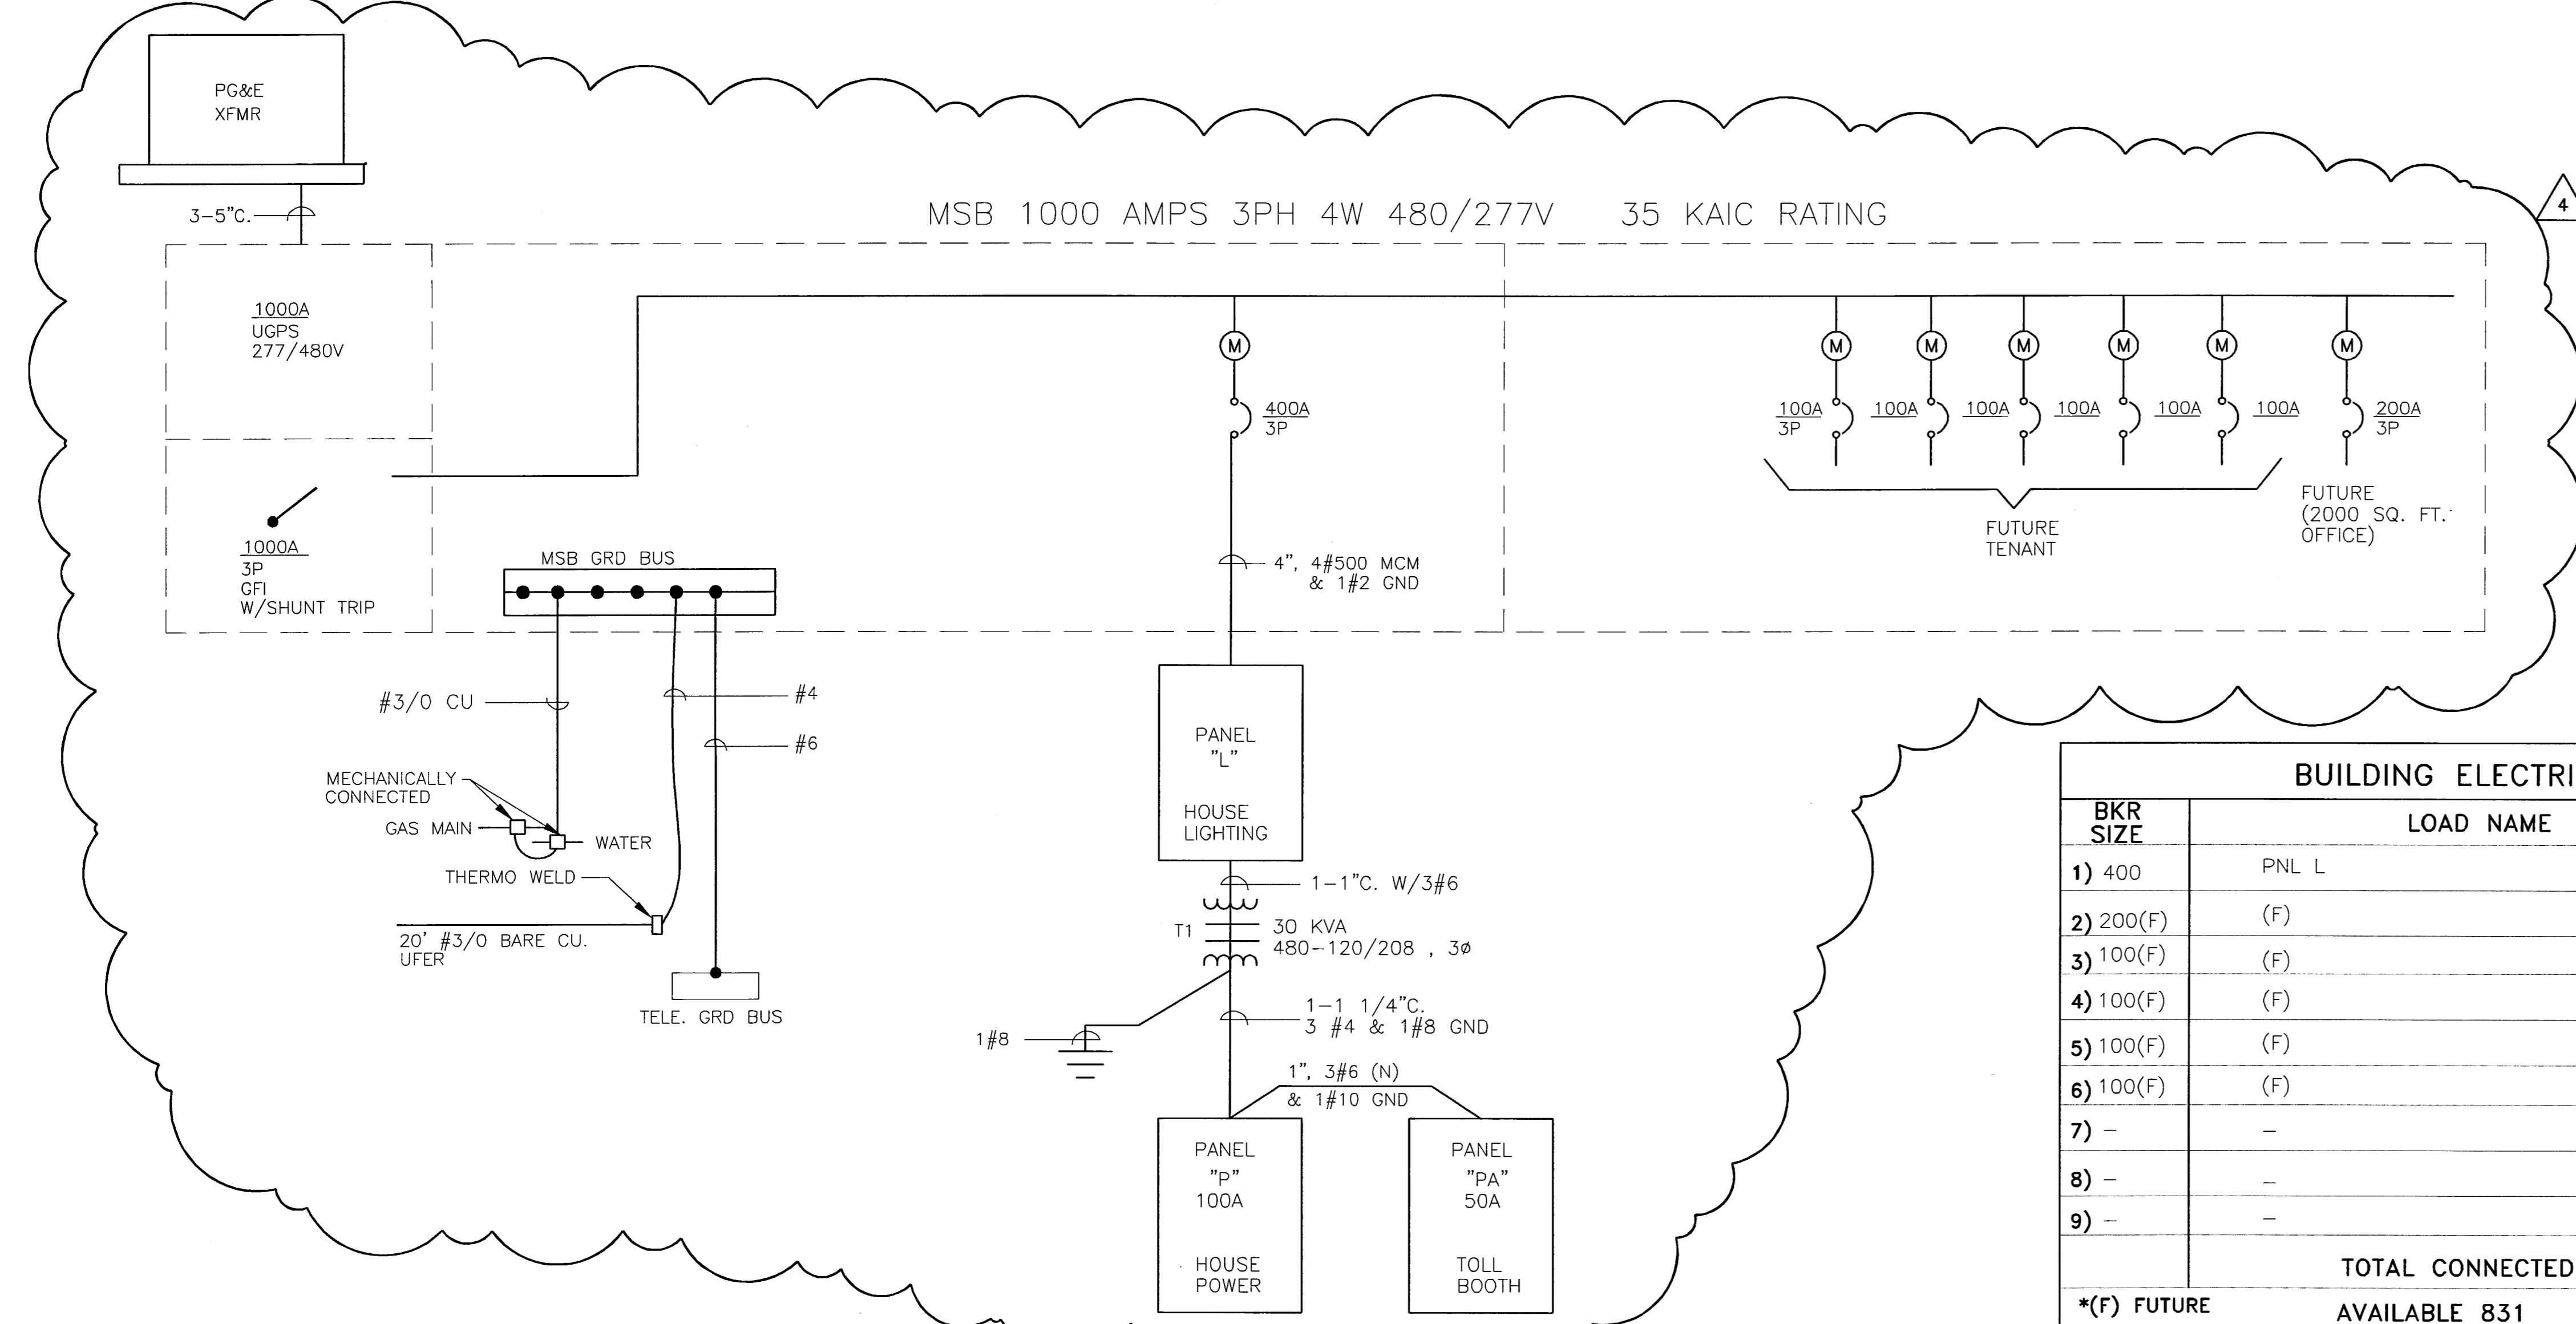 PG&E
XFMR
3-5"C.
MSB 1000 AMPS 3PH 4W 480/277V 35 KAIC RATING
4
1000A
UGPS
277/480V
1000A
3P
GFI
W/SHUNT TRIP
MSB GRD BUS
M
400A
3P
M
M
M
M
M
M
100A
3P
100A
100A
100A
100A
100A
200A
3P
FUTURE
TENANT
FUTURE
(2000 SQ. FT.
OFFICE)
4", 4#500 MCM
& 1#2 GND
#3/0 CU
#4
#6
MECHANICALLY
CONNECTED
GAS MAIN
WATER
THERMO WELD
20' #3/0 BARE CU.
UFER
TELE. GRD BUS
PANEL
"L"
HOUSE
LIGHTING
1-1"C. W/3#6
T1
30 KVA
480-120/208 , 3ø
1-1 1/4"C.
3 #4 & 1#8 GND
1#8
1", 3#6 (N)
& 1#10 GND
PANEL
"P"
100A
HOUSE
POWER
PANEL
"PA"
50A
TOLL
BOOTH
BUILDING ELECTRI
BKR
SIZE
LOAD NAME
1) 400 PNL L
2) 200(F) (F)
3) 100(F) (F)
4) 100(F) (F)
5) 100(F) (F)
6) 100(F) (F)
7) – –
8) – –
9) – –
TOTAL CONNECTED
*(F) FUTURE AVAILABLE 831